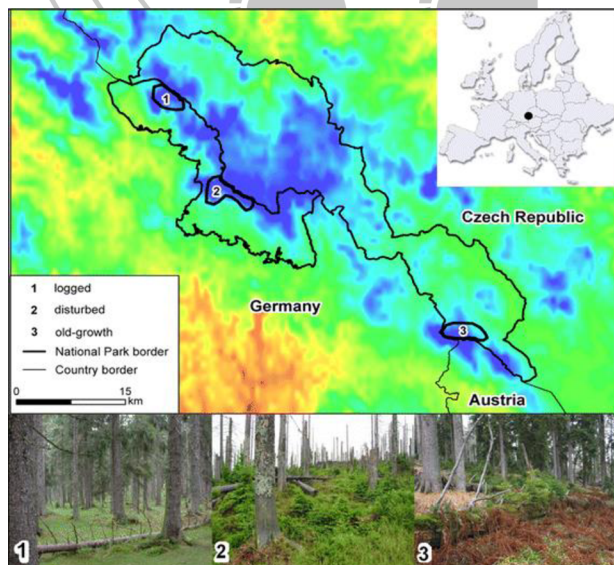 1
2
3
Czech Republic
Germany
Austria
1 logged
2 disturbed
3 old-growth
National Park border
Country border
0 15
km
1
2
3